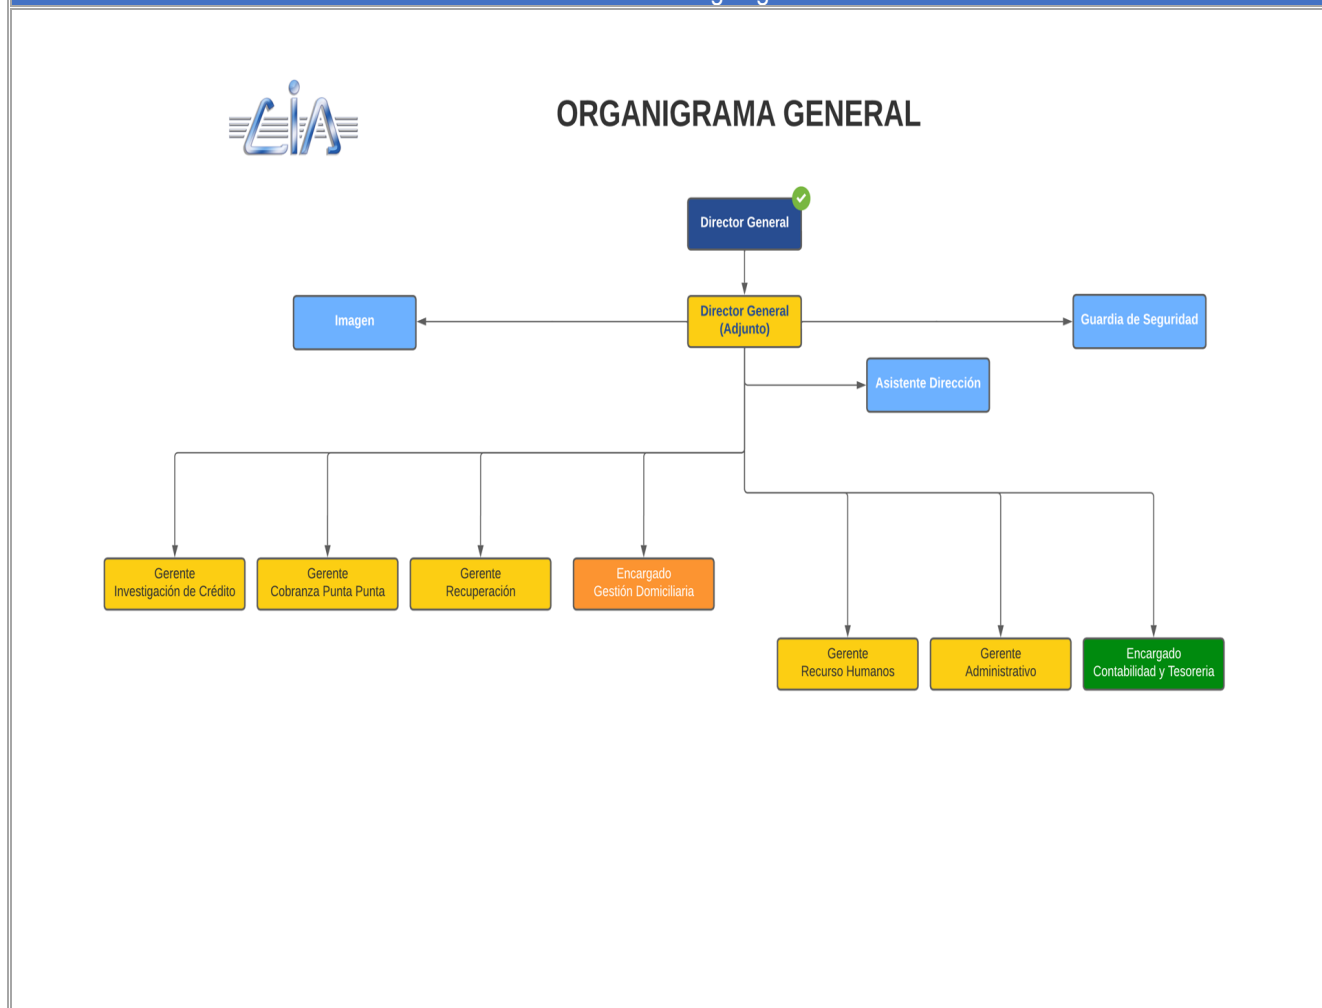 CIA
ORGANIGRAMA GENERAL
Director General
Imagen
Director General
(Adjunto)
Guardia de Seguridad
Asistente Dirección
Gerente
Investigación de Crédito
Gerente
Cobranza Punta Punta
Gerente
Recuperación
Encargado
Gestión Domiciliaria
Gerente
Recurso Humanos
Gerente
Administrativo
Encargado
Contabilidad y Tesoreria